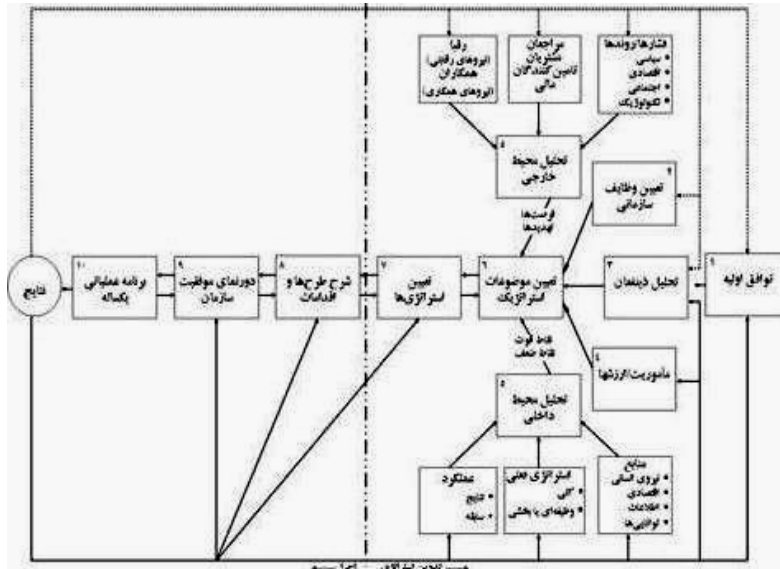 فشارها/روندها
• سیاسی
• اقتصادی
• اجتماعی
• تکنولوژیک
مراجعان
مشتریان
تامین‌کنندگان
مالی
رقبا
(نیروهای رقابتی)
همکاران
(نیروهای همکاری)
۵
تحلیل محیط
خارجی
فرصت‌ها
تهدیدها
۲
تعیین وظایف
سازمانی
۱
توافق اولیه
۳
تحلیل ذینفعان
۶
تعیین موضوعات
استراتژیک
۷
تعیین
استراتژی‌ها
۸
شرح طرح‌ها و
اقدامات
۹
دورنمای موفقیت
سازمان
۱۰
برنامه عملیاتی
یکساله
نتایج
۴
مأموریت/ارزشها
نقاط قوت
نقاط ضعف
۵
تحلیل محیط
داخلی
منابع
• نیروی انسانی
• اقتصادی
• اطلاعات
• توانایی‌ها
استراتژی فعلی
• کلی
• وظیفه‌ای یا بخشی
عملکرد
• نتایج
• سابقه